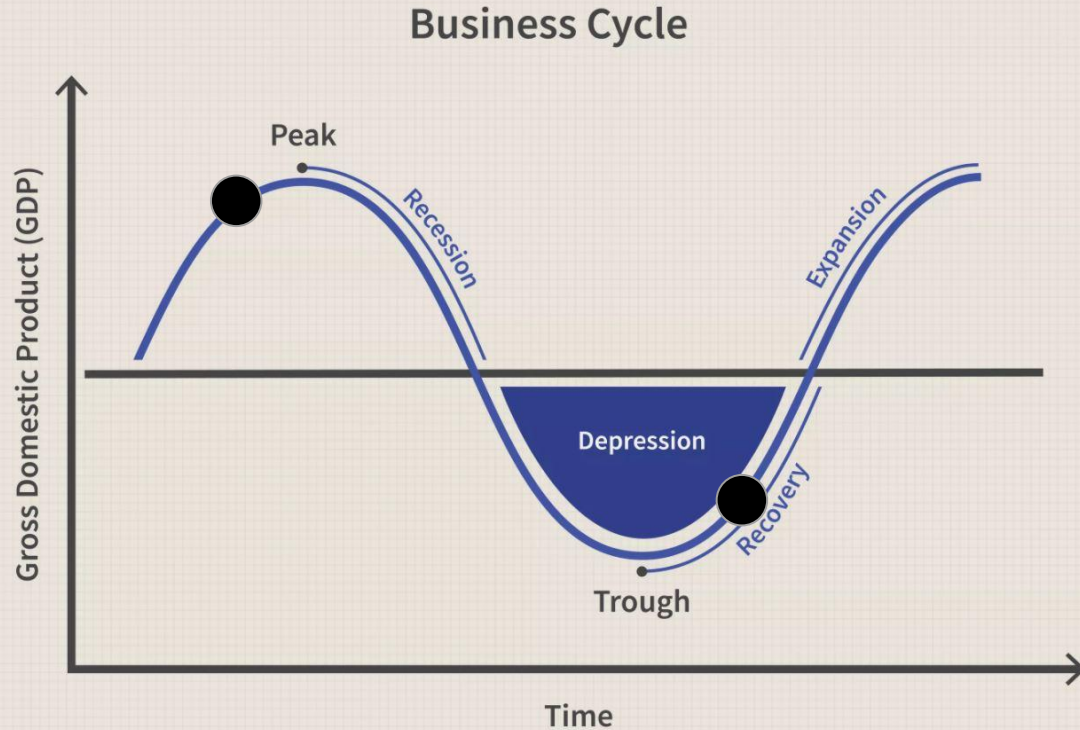 Business Cycle
Peak
Recession
Expansion
Gross Domestic Product (GDP)
Depression
Recovery
Trough
Time